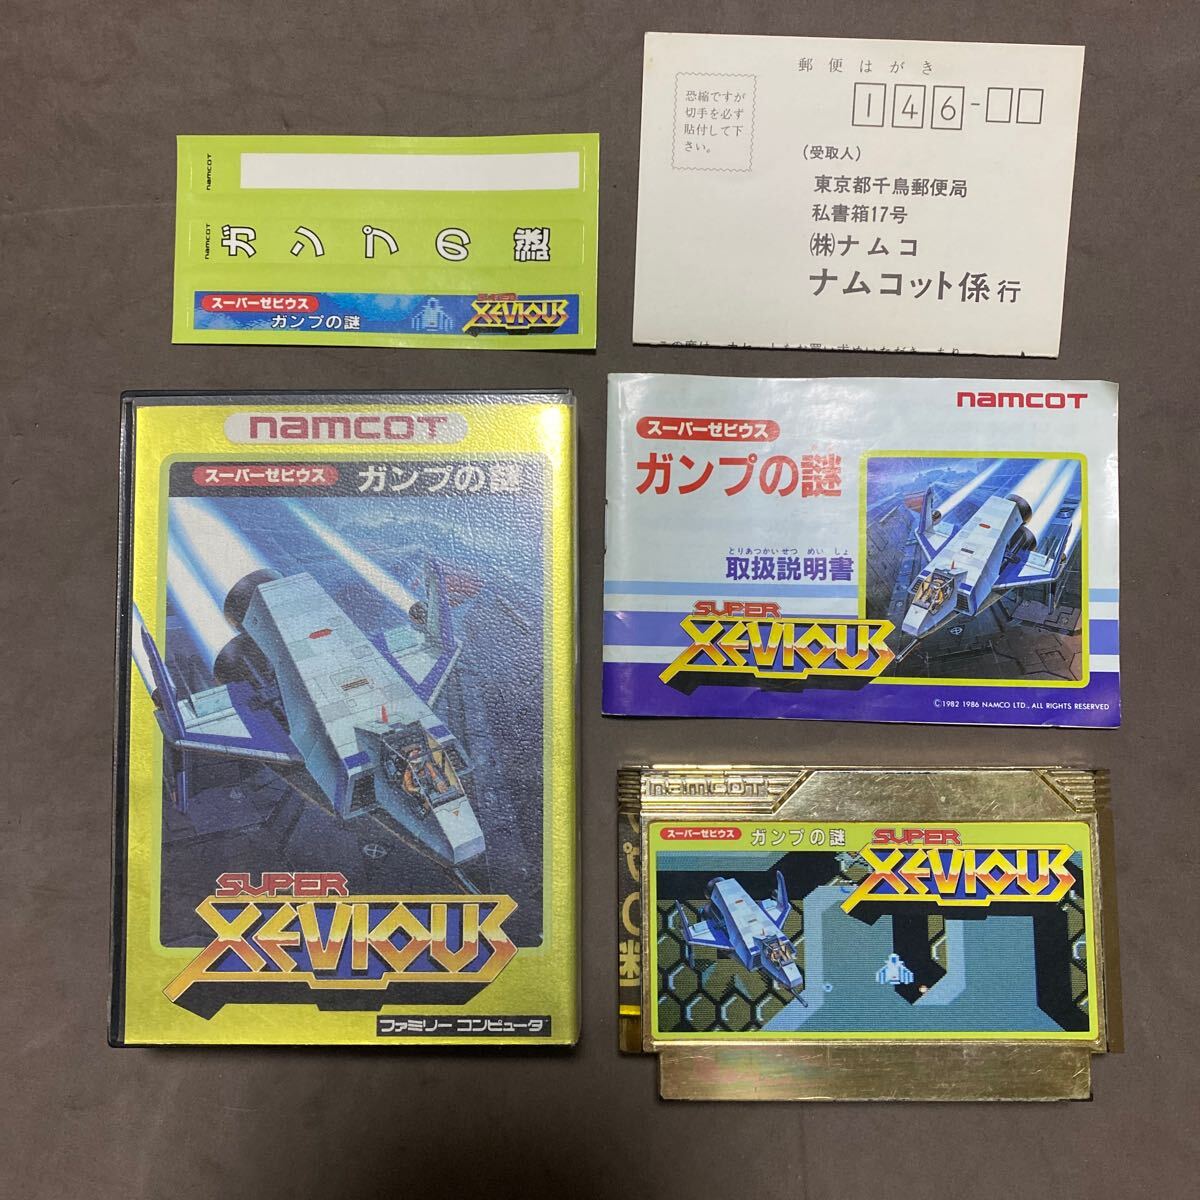 namcoT
namcoT
ガンプの謎
スーパーゼビウス
ガンプの謎
SUPER
XEVIOUS
郵便はがき
恐縮ですが
切手を必ず
貼付して下
さい。
146-
(受取人)
東京都千鳥郵便局
私書箱17号
(株)ナムコ
ナムコット係行
namcoT
スーパーゼビウス
ガンプの謎
SUPER
XEVIOUS
ファミリーコンピュータ
namcoT
スーパーゼビウス
ガンプの謎
とりあつかいせつめいしょ
取扱説明書
SUPER
XEVIOUS
©1982 1986 NAMCO LTD., ALL RIGHTS RESERVED
namcoT
スーパーゼビウス
ガンプの謎
SUPER
XEVIOUS